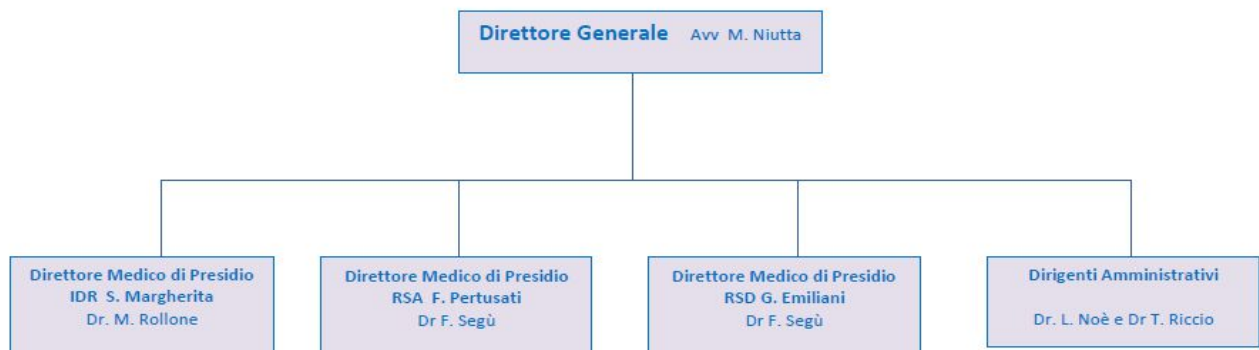 Direttore Generale Avv M. Niutta
Direttore Medico di Presidio
IDR S. Margherita
Dr. M. Rollone
Direttore Medico di Presidio
RSA F. Pertusati
Dr F. Segù
Direttore Medico di Presidio
RSD G. Emiliani
Dr F. Segù
Dirigenti Amministrativi
Dr. L. Noè e Dr T. Riccio